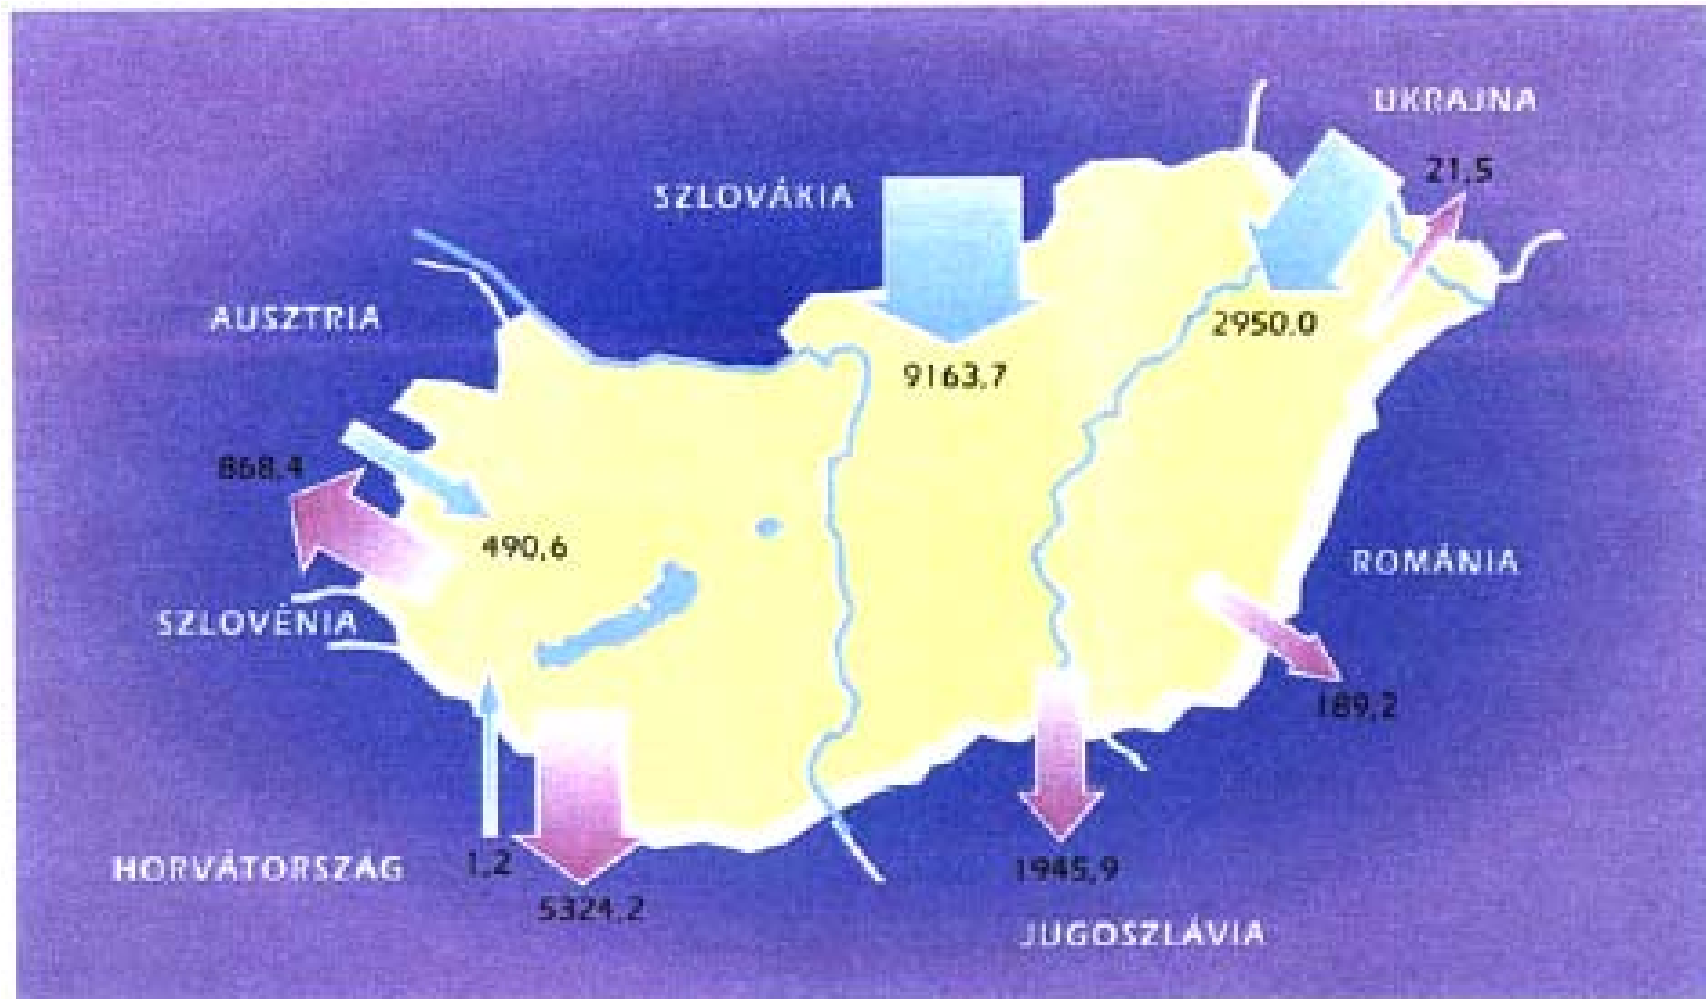 UKRAJNA
21,5
SZLOVÁKIA
AUSZTRIA
2950,0
9163,7
868,4
490,6
ROMÁNIA
SZLOVÉNIA
189,2
HORVÁTORSZÁG
1,2
1945,9
5324,2
JUGOSZLÁVIA